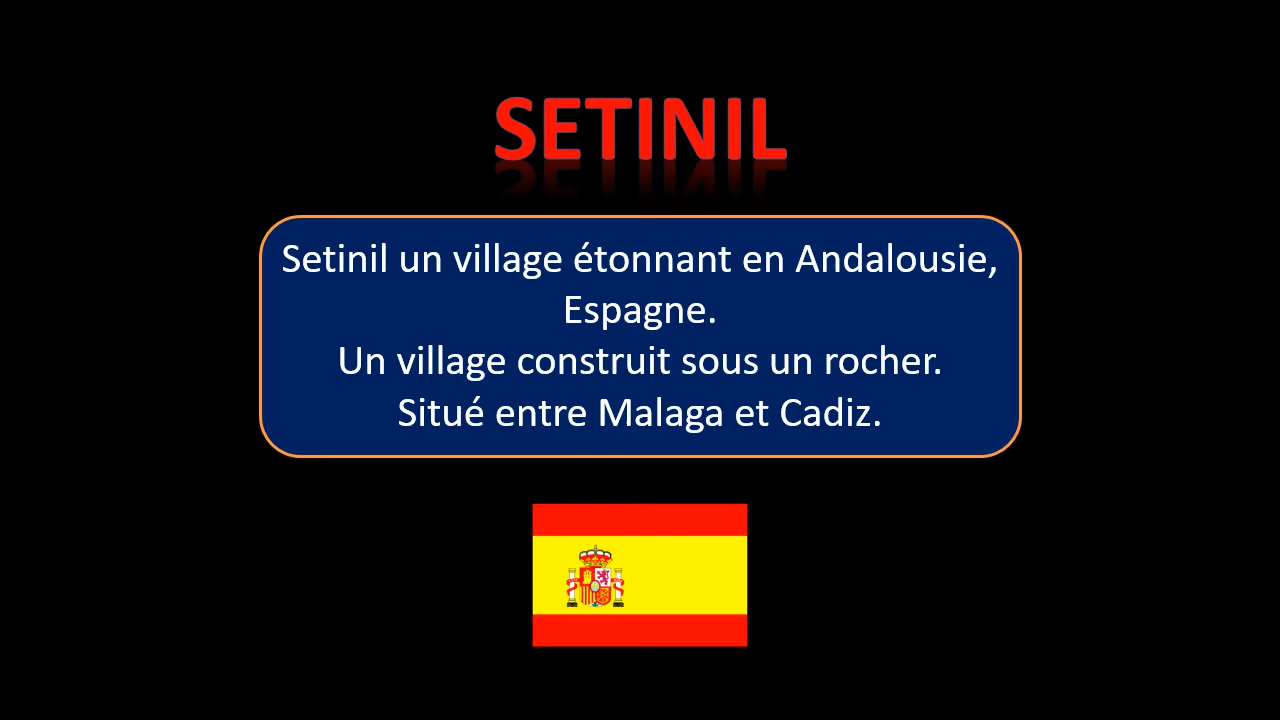 SETINIL
Setinil un village étonnant en Andalousie,
Espagne.
Un village construit sous un rocher.
Situé entre Malaga et Cadiz.